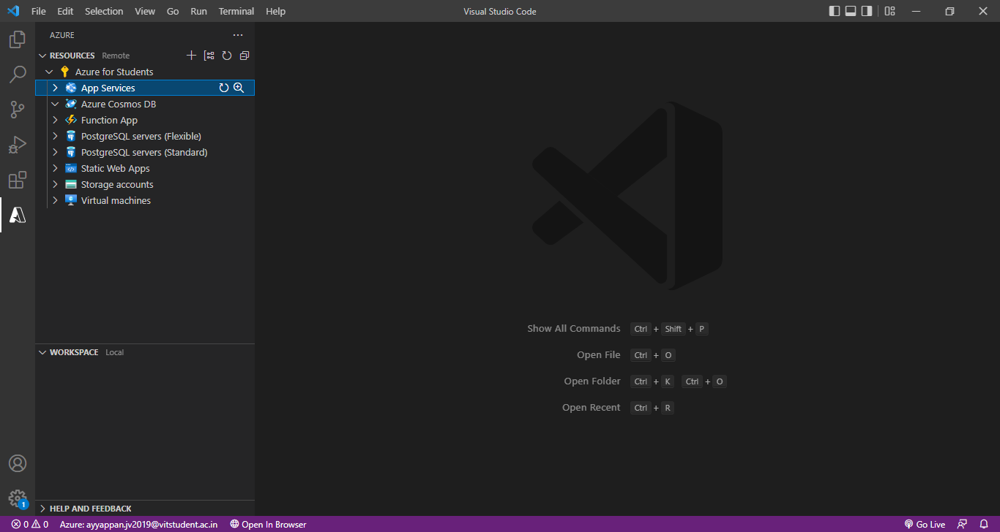 File Edit Selection View Go Run Terminal Help Visual Studio Code
AZURE
RESOURCES Remote
Azure for Students
App Services
Azure Cosmos DB
Function App
PostgreSQL servers (Flexible)
PostgreSQL servers (Standard)
Static Web Apps
Storage accounts
Virtual machines
Show All Commands Ctrl + Shift + P
Open File Ctrl + O
Open Folder Ctrl + K Ctrl + O
Open Recent Ctrl + R
WORKSPACE Local
HELP AND FEEDBACK
1
0 0 Azure: ayyappan.jv2019@vitstudent.ac.in Open In Browser Go Live